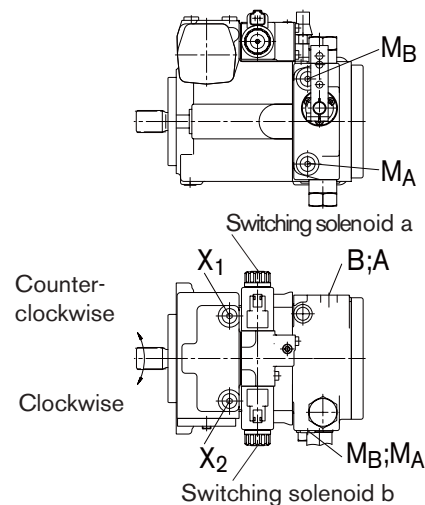 MB
MA
Switching solenoid a
X1
B;A
Counter-
clockwise
Clockwise
X2
MB;MA
Switching solenoid b